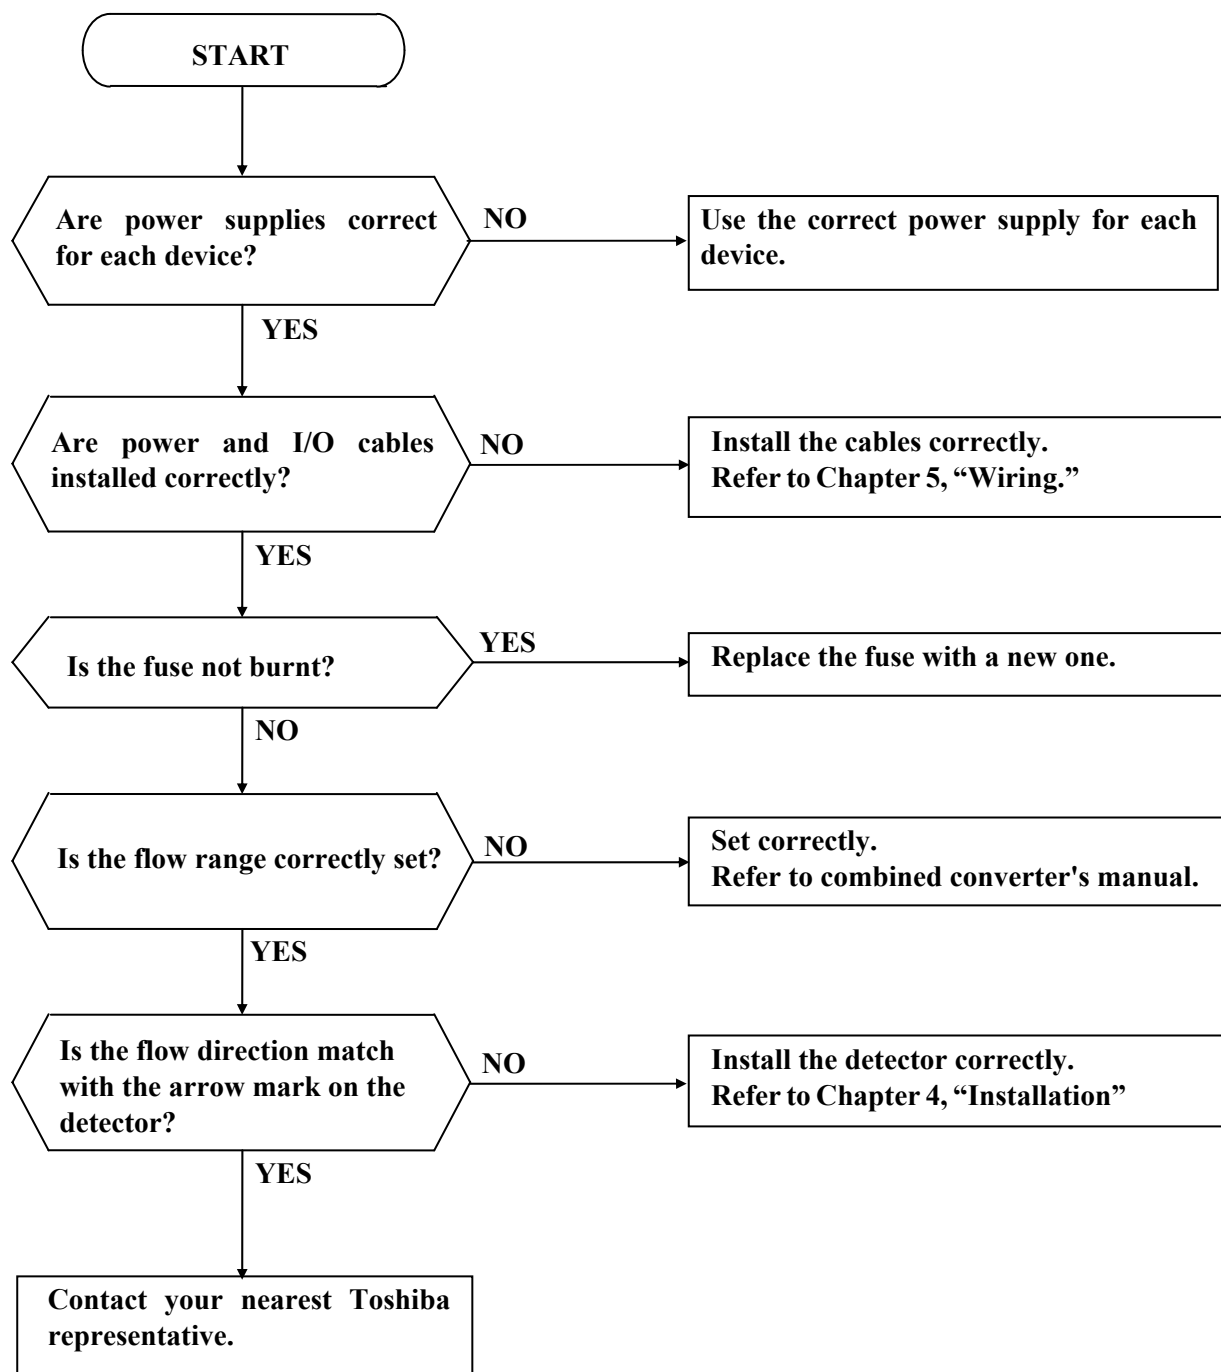 START
Are power supplies correct
for each device?
NO
Use the correct power supply for each
device.
YES
Are power and I/O cables
installed correctly?
NO
Install the cables correctly.
Refer to Chapter 5, “Wiring.”
YES
Is the fuse not burnt?
YES
Replace the fuse with a new one.
NO
Is the flow range correctly set?
NO
Set correctly.
Refer to combined converter's manual.
YES
Is the flow direction match
with the arrow mark on the
detector?
NO
Install the detector correctly.
Refer to Chapter 4, “Installation”
YES
Contact your nearest Toshiba
representative.